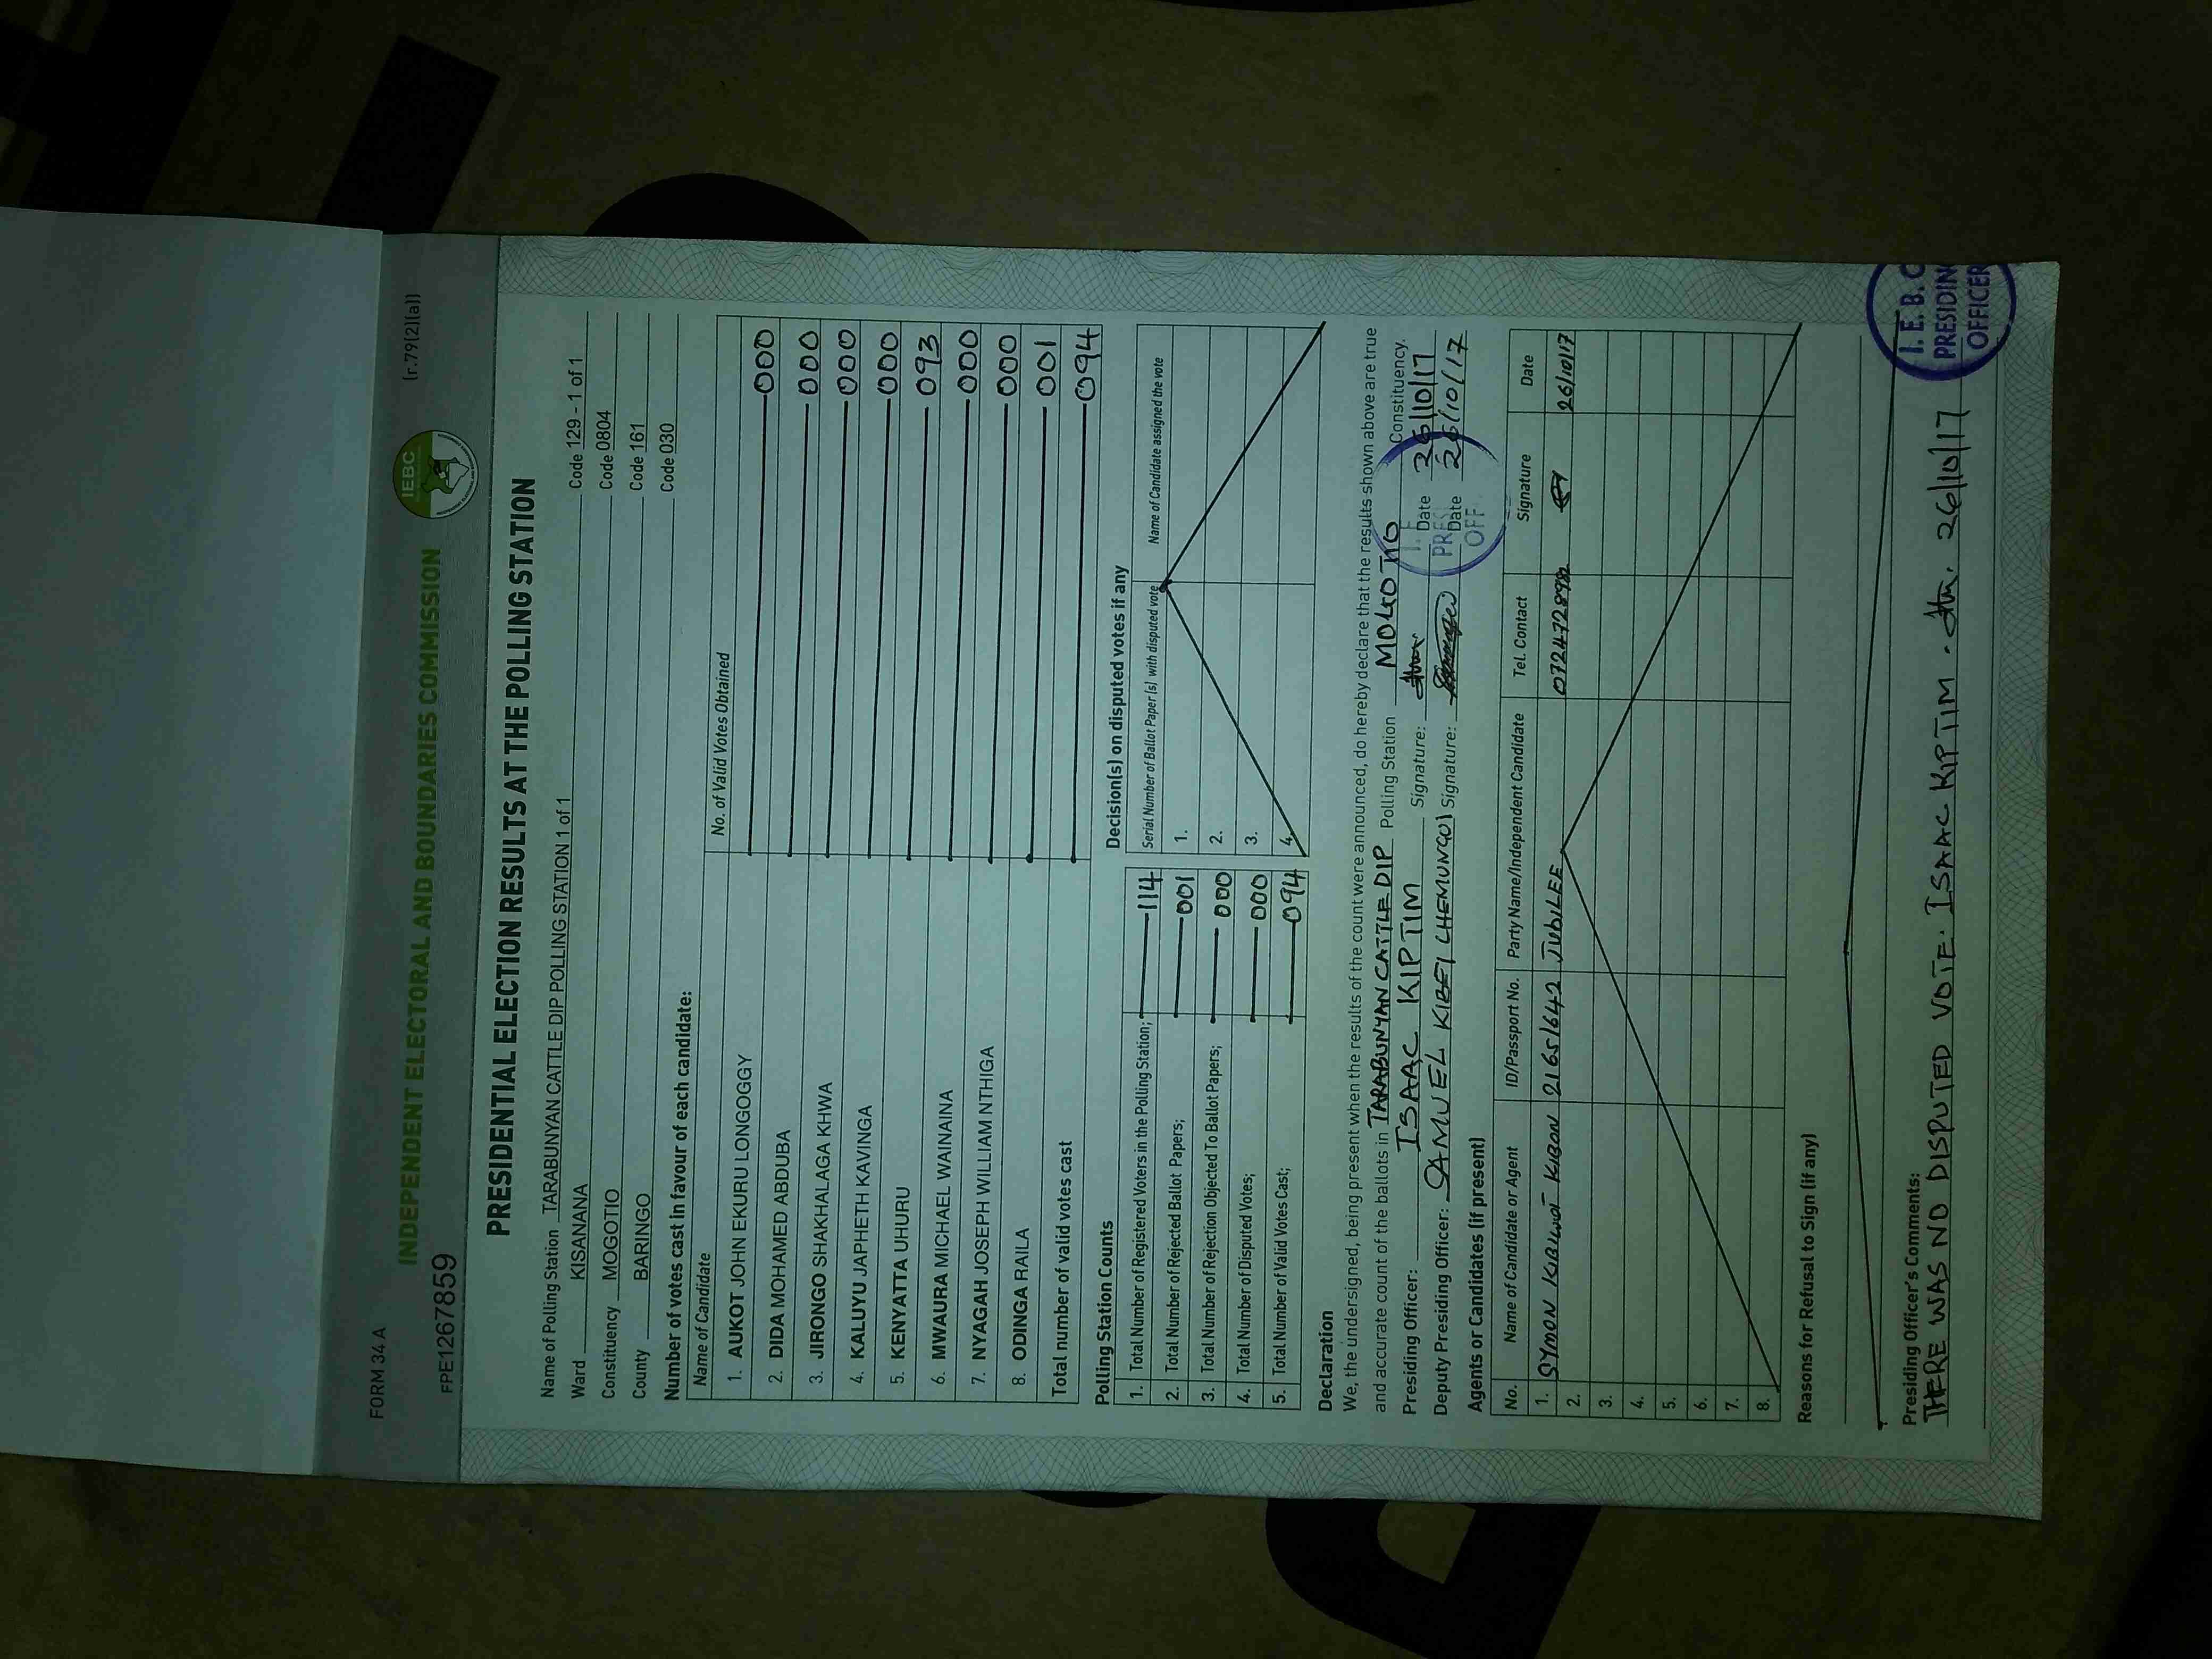 FORM 34 A (r.79(2)(a))
IEBC
INDEPENDENT ELECTORAL AND BOUNDARIES COMMISSION
FPE1267859
PRESIDENTIAL ELECTION RESULTS AT THE POLLING STATION
Name of Polling Station TARABUNYAN CATTLE DIP POLLING STATION 1 of 1 Code 129 - 1 of 1
Ward KISANANA Code 0804
Constituency MOGOTIO Code 161
County BARINGO Code 030
Number of votes cast in favour of each candidate:
Name of Candidate No. of Valid Votes Obtained
1. AUKOT JOHN EKURU LONGOGGY 000
2. DIDA MOHAMED ABDUBA 000
3. JIRONGO SHAKHALAGA KHWA 000
4. KALUYU JAPHETH KAVINGA 000
5. KENYATTA UHURU 093
6. MWAURA MICHAEL WAINAINA 000
7. NYAGAH JOSEPH WILLIAM NTHIGA 000
8. ODINGA RAILA 001
Total number of valid votes cast 094
Polling Station Counts
1. Total Number of Registered Voters in the Polling Station; 114
2. Total Number of Rejected Ballot Papers; 001
3. Total Number of Rejection Objected To Ballot Papers; 000
4. Total Number of Disputed Votes; 000
5. Total Number of Valid Votes Cast; 094
Decision(s) on disputed votes if any
Serial Number of Ballot Paper (s) with disputed vote Name of Candidate assigned the vote
1.
2.
3.
4.
Declaration
We, the undersigned, being present when the results of the count were announced, do hereby declare that the results shown above are true
and accurate count of the ballots in TARABUNYAN CATTLE DIP Polling Station MOGOTIO Constituency.
Presiding Officer: ISAAC KIPTIM Signature: Date 26/10/17
Deputy Presiding Officer: SAMUEL KIBEI CHEMUNGOI Signature: Date 26/10/17
Agents or Candidates (if present)
No. Name of Candidate or Agent ID/Passport No. Party Name/Independent Candidate Tel. Contact Signature Date
1. SYMON KIBIWOT KIBON 21651642 JUBILEE 26/10/17
2.
3.
4.
5.
6.
7.
8.
Reasons for Refusal to Sign (if any)
Presiding Officer's Comments:
THERE WAS NO DISPUTED VOTE: ISAAC KIPTIM. 26/10/17
I.E.B.C
PRESIDING
OFFICER